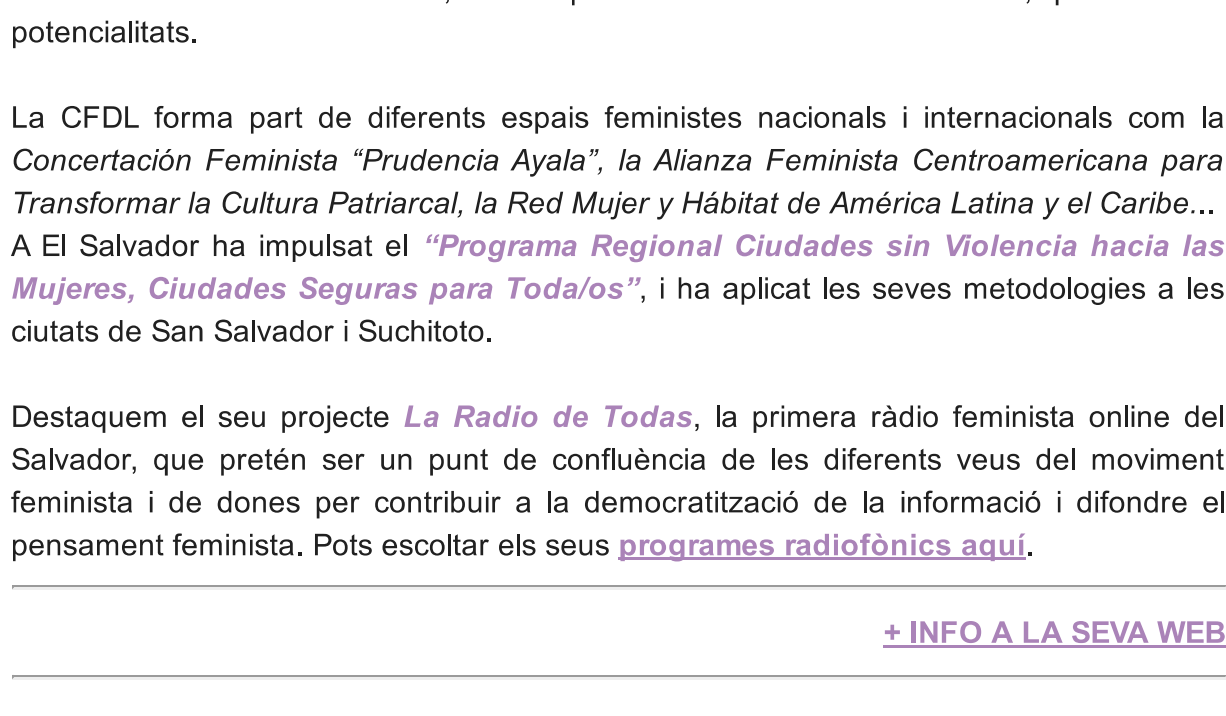 potencialitats.
La CFDL forma part de diferents espais feministes nacionals i internacionals com la
Concertación Feminista “Prudencia Ayala”, la Alianza Feminista Centroamericana para
Transformar la Cultura Patriarcal, la Red Mujer y Hábitat de América Latina y el Caribe...
A El Salvador ha impulsat el “Programa Regional Ciudades sin Violencia hacia las
Mujeres, Ciudades Seguras para Toda/os”, i ha aplicat les seves metodologies a les
ciutats de San Salvador i Suchitoto.
Destaquem el seu projecte La Radio de Todas, la primera ràdio feminista online del
Salvador, que pretén ser un punt de confluència de les diferents veus del moviment
feminista i de dones per contribuir a la democratització de la informació i difondre el
pensament feminista. Pots escoltar els seus programes radiofònics aquí.
+ INFO A LA SEVA WEB